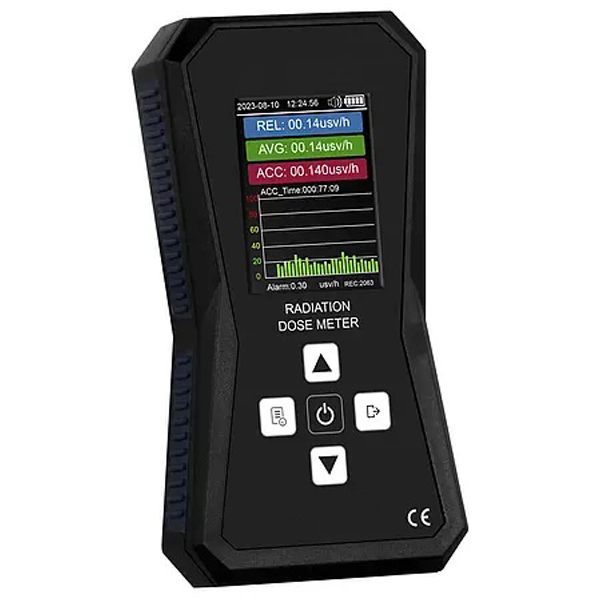 2023-08-10 12:24:56
REL: 00.14usv/h
AVG: 00.14usv/h
ACC: 00.140usv/h
ACC_Time:000:77:09
100
80
60
40
20
0
Alarm:0.30 usv/h REC:2063
RADIATION
DOSE METER
CE